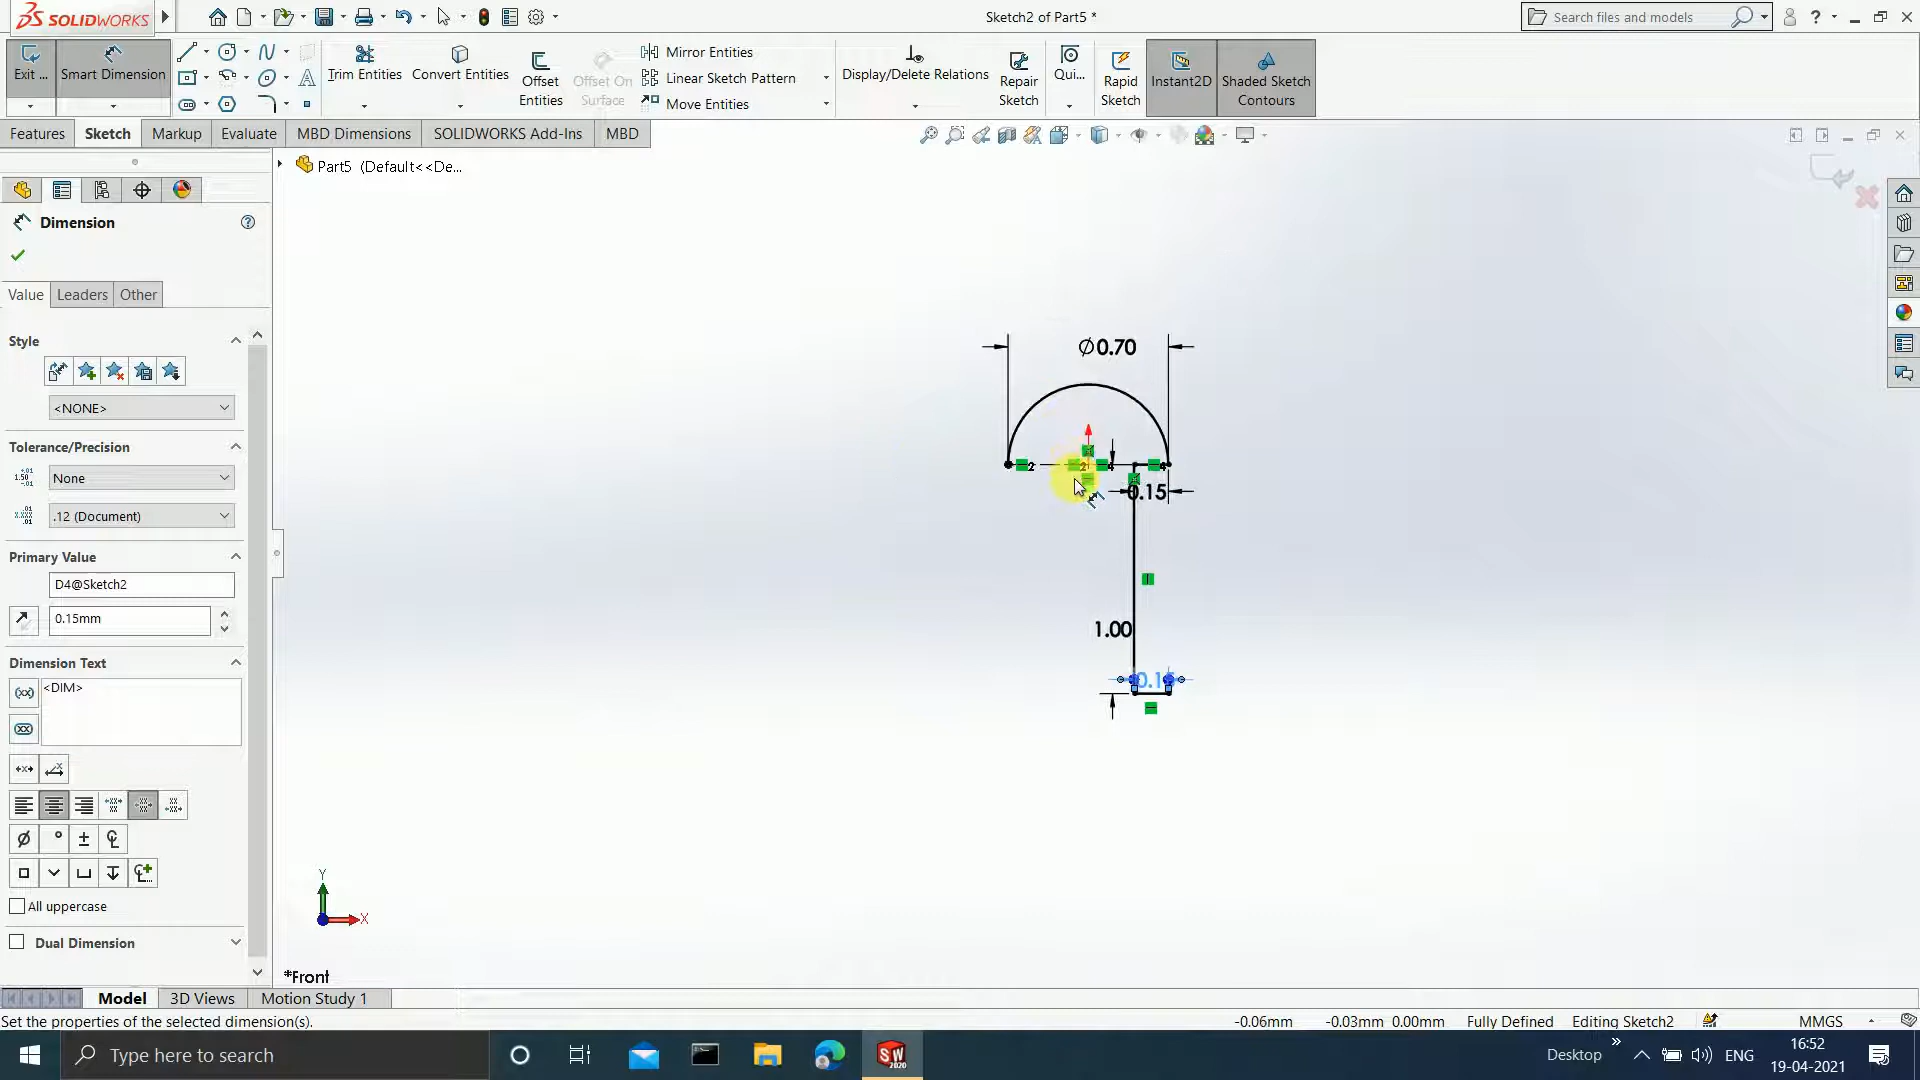 SOLIDWORKS
Sketch2 of Part5 *
Search files and models
Exit ...
Smart Dimension
Trim Entities
Convert Entities
Offset Entities
Offset On Surface
Mirror Entities
Linear Sketch Pattern
Move Entities
Display/Delete Relations
Repair Sketch
Qui...
Rapid Sketch
Instant2D
Shaded Sketch Contours
Features
Sketch
Markup
Evaluate
MBD Dimensions
SOLIDWORKS Add-Ins
MBD
Part5 (Default<<De...
Dimension
Value
Leaders
Other
Style
<NONE>
Tolerance/Precision
None
.12 (Document)
Primary Value
D4@Sketch2
0.15mm
Dimension Text
<DIM>
All uppercase
Dual Dimension
Ø0.70
2
2
4
4
0.15
1.00
Y
X
*Front
Model
3D Views
Motion Study 1
Set the properties of the selected dimension(s).
-0.06mm
-0.03mm 0.00mm
Fully Defined
Editing Sketch2
MMGS
Type here to search
SW
2020
Desktop
ENG
16:52
19-04-2021